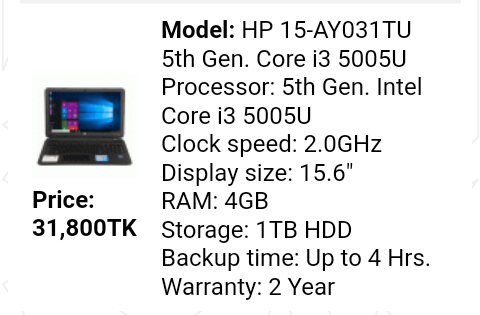 Model: HP 15-AY031TU
5th Gen. Core i3 5005U
Processor: 5th Gen. Intel
Core i3 5005U
Clock speed: 2.0GHz
Display size: 15.6"
RAM: 4GB
Storage: 1TB HDD
Backup time: Up to 4 Hrs.
Warranty: 2 Year
Price:
31,800TK